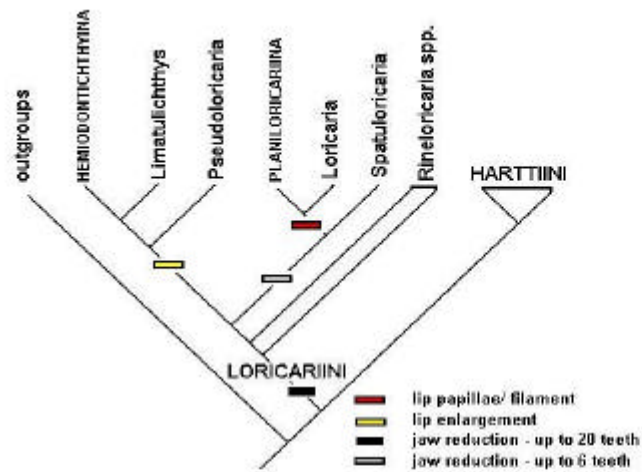 outgroups
HEMIODONTICHTHYINA
Limatulichthys
Pseudoloricaria
PLANILORICARIINA
Loricaria
Spatuloricaria
Rineloricaria spp.
HARTTIINI
LORICARIINI
lip papillae/ filament
lip enlargement
jaw reduction - up to 20 teeth
jaw reduction - up to 6 teeth